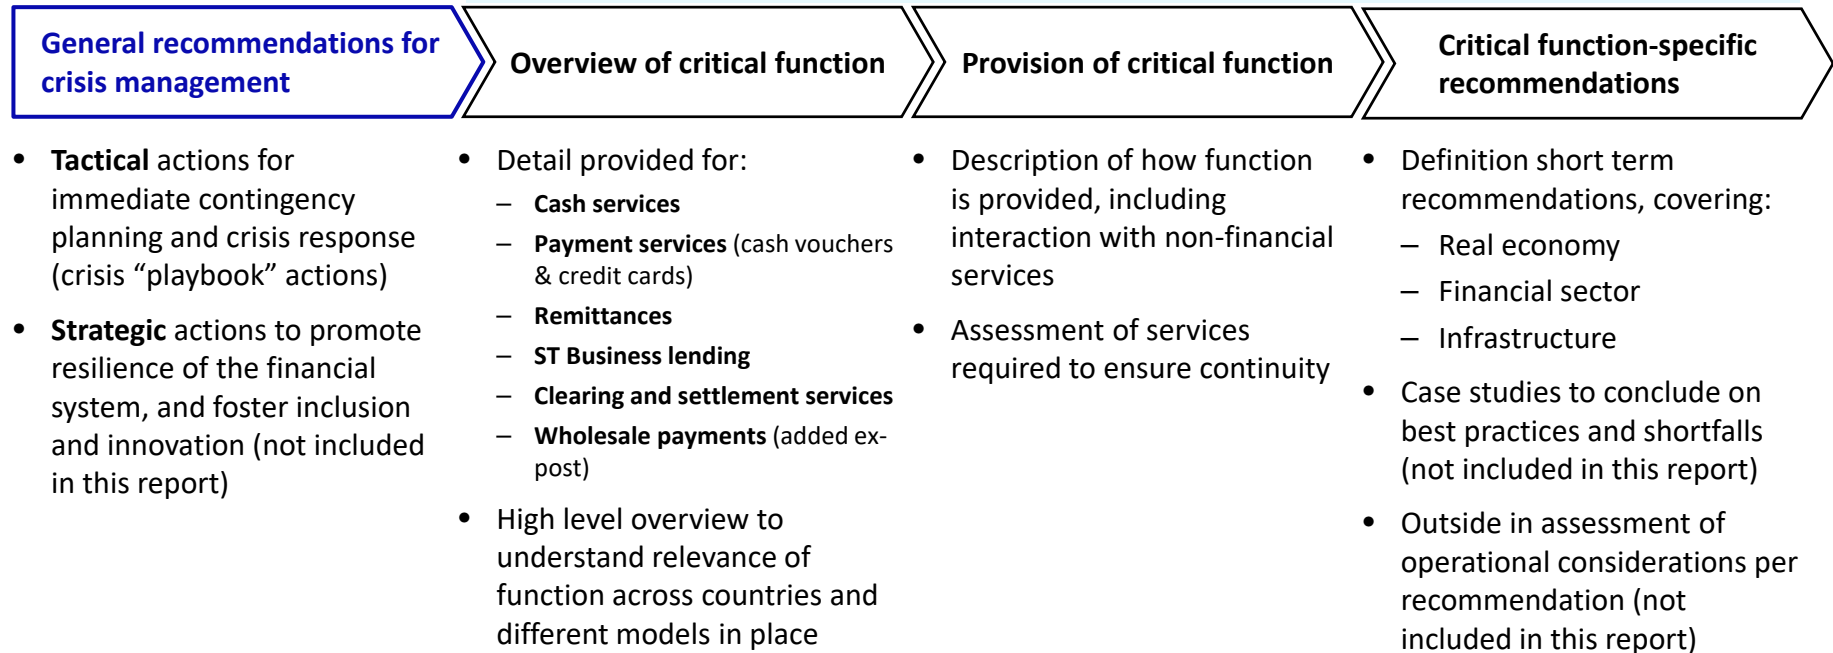 General recommendations for
crisis management
Overview of critical function
Provision of critical function
Critical function-specific
recommendations
• Tactical actions for
immediate contingency
planning and crisis response
(crisis “playbook” actions)
• Strategic actions to promote
resilience of the financial
system, and foster inclusion
and innovation (not included
in this report)
• Detail provided for:
– Cash services
– Payment services (cash vouchers
& credit cards)
– Remittances
– ST Business lending
– Clearing and settlement services
– Wholesale payments (added ex-
post)
• High level overview to
understand relevance of
function across countries and
different models in place
• Description of how function
is provided, including
interaction with non-financial
services
• Assessment of services
required to ensure continuity
• Definition short term
recommendations, covering:
– Real economy
– Financial sector
– Infrastructure
• Case studies to conclude on
best practices and shortfalls
(not included in this report)
• Outside in assessment of
operational considerations per
recommendation (not
included in this report)